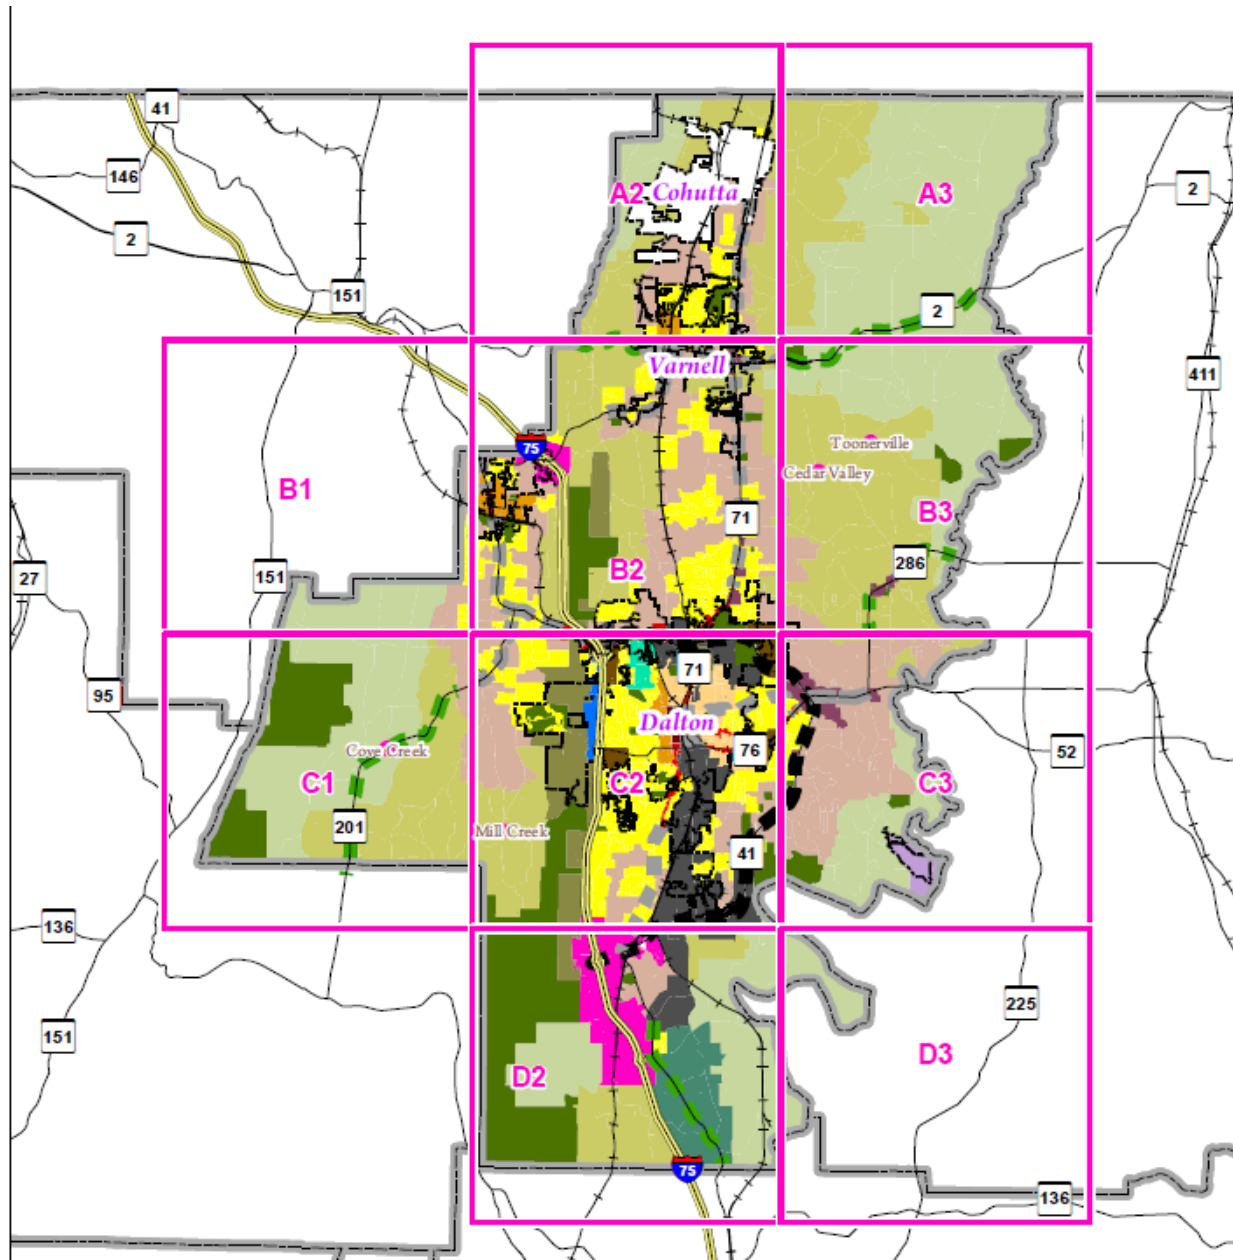 41
146
2
A2 Cohutta
A3
2
151
2
Varnell
411
75
Toonerville
Cedar Valley
B1
71
B3
B2
286
27
151
95
71
Dalton
76
52
Cove Creek
C1
C2
C3
201
Mill Creek
41
136
225
151
D3
D2
75
136